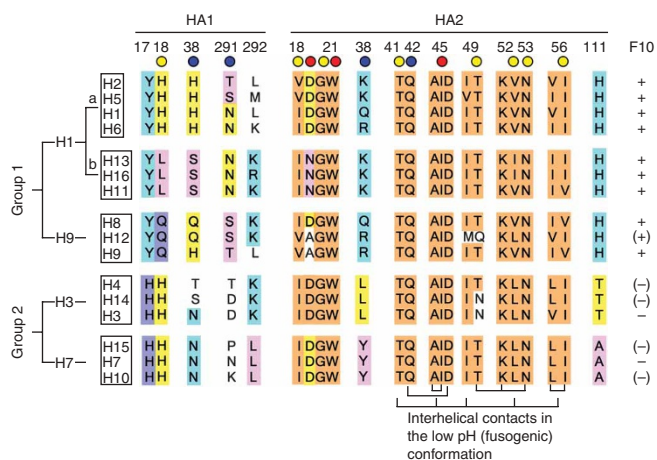 HA1 HA2
17 18 38 291 292 18 21 38 41 42 45 49 52 53 56 111 F10
H2 Y H H T L V D G W K T Q A I D I T K V N I I H +
a H5 Y H H S M V D G W K T Q A I D V T K V N I I H +
H1 Y H H N L I D G W Q T Q A I D I T K V N V I H +
H6 Y H H N K I D G W R T Q A I D I T K V N I I H +
Group 1 H1
b H13 Y L S N K I N G W K T Q A I D I T K I N I I H +
H16 Y L S N R I N G W K T Q A I D I T K V N I I H +
H11 Y L S N K I N G W K T Q A I D I T K V N I V H +
H8 Y Q Q S K I D G W Q T Q A I D I T K I N I V H +
H9 H12 Y Q Q S K V A G W R T Q A I D M Q K L N V I H (+)
H9 Y Q H T L V A G W R T Q A I D I T K V N I V H +
H4 H H T T K I D G W L T Q A I D I T K L N L I T (–)
H3 H14 H H S D K I D G W L T Q A I D I N K L N L I T (–)
H3 H H N D K I D G W L T Q A I D I N K L N V I T –
Group 2
H15 H H N P L I D G W Y T Q A I D I T K L N L I A (–)
H7 H7 H H N N L I D G W Y T Q A I D I T K L N L I A –
H10 H H N K L I D G W Y T Q A I D I T K L N L I A (–)
Interhelical contacts in
the low pH (fusogenic)
conformation